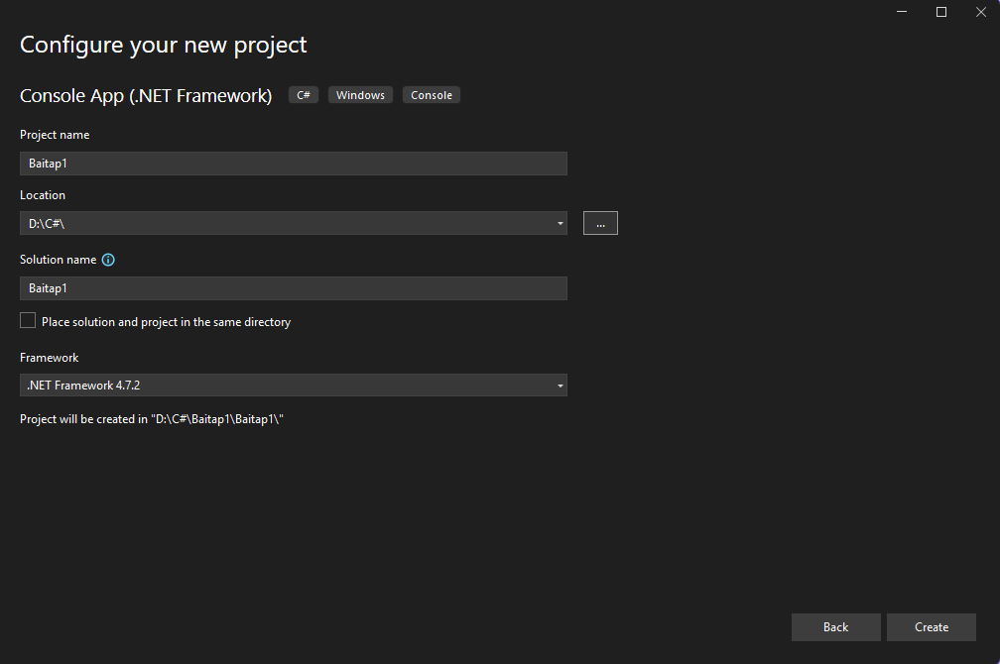 Configure your new project
Console App (.NET Framework) C# Windows Console
Project name
Baitap1
Location
D:\C#\
...
Solution name
Baitap1
Place solution and project in the same directory
Framework
.NET Framework 4.7.2
Project will be created in "D:\C#\Baitap1\Baitap1\"
Back Create